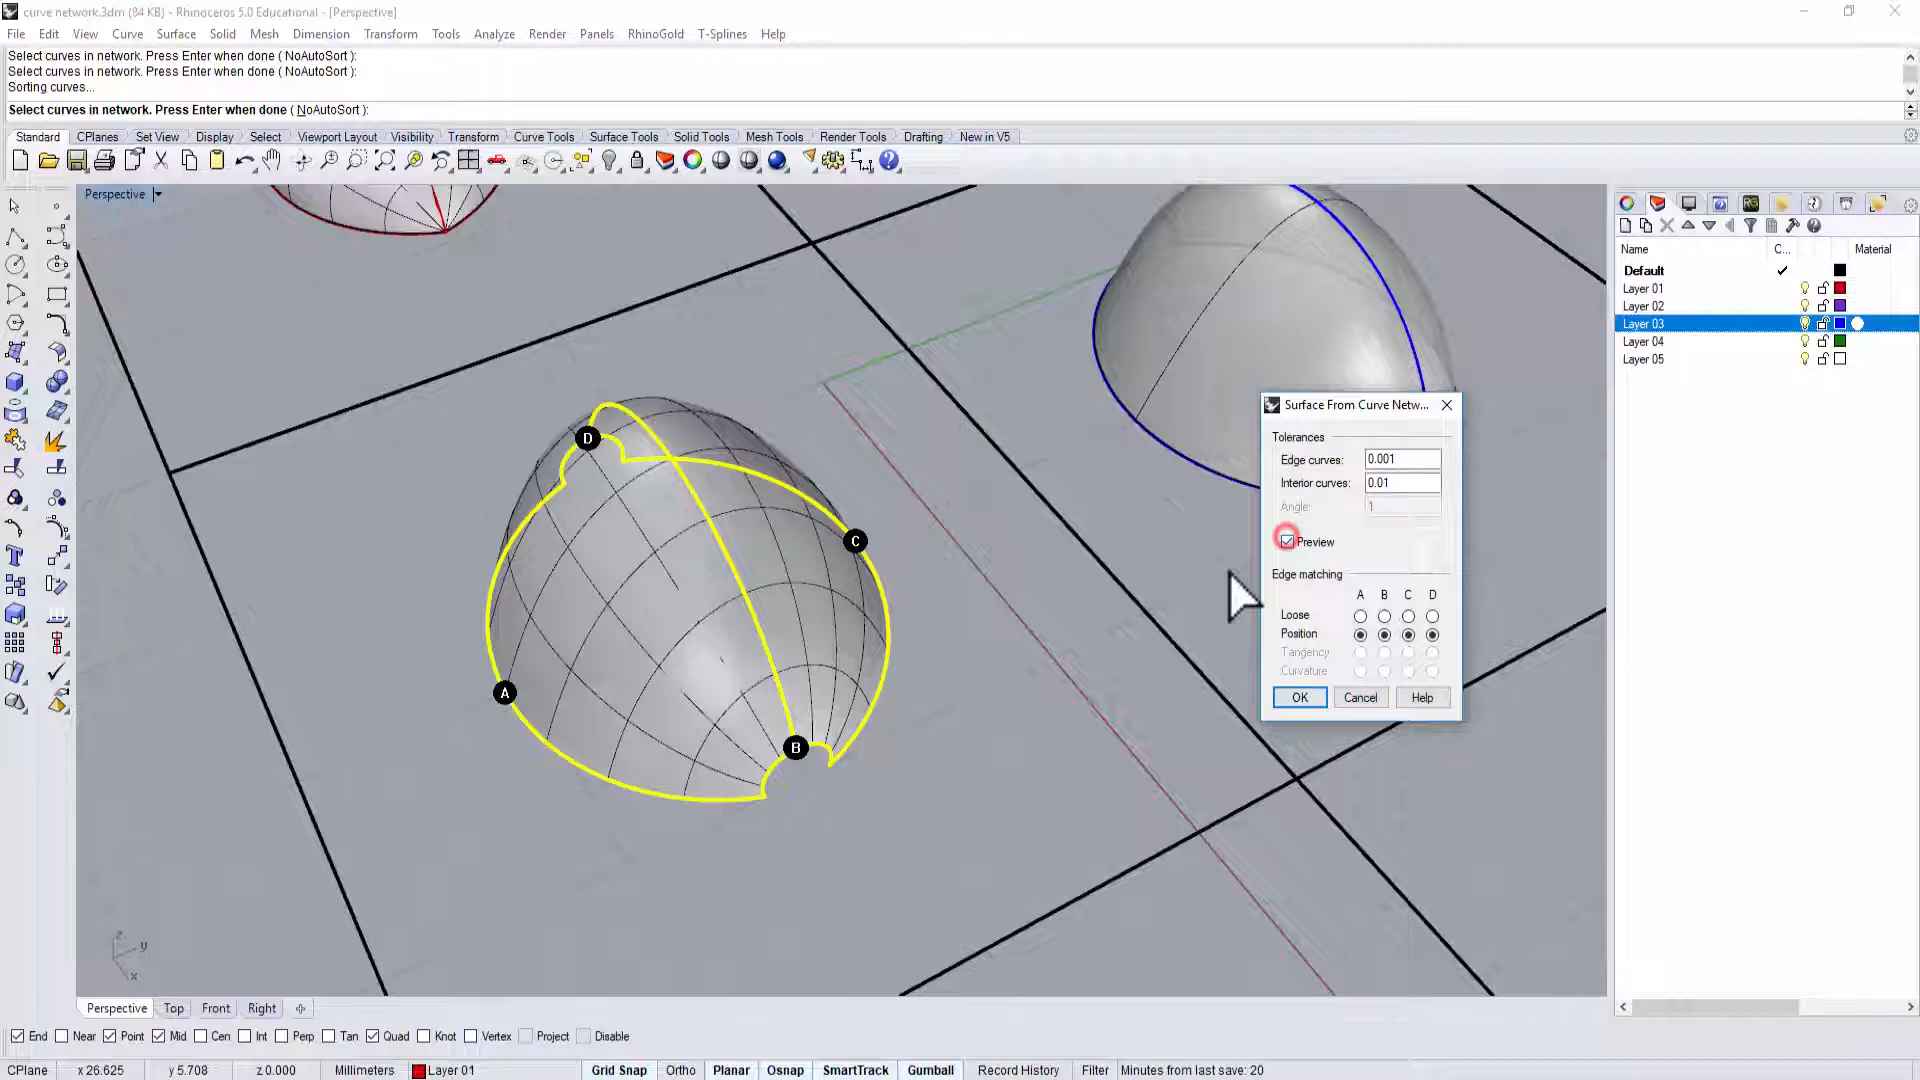 curve network.3dm (84 KB) - Rhinoceros 5.0 Educational - [Perspective]
File Edit View Curve Surface Solid Mesh Dimension Transform Tools Analyze Render Panels RhinoGold T-Splines Help
Select curves in network. Press Enter when done ( NoAutoSort ):
Select curves in network. Press Enter when done ( NoAutoSort ):
Sorting curves...
Select curves in network. Press Enter when done ( NoAutoSort ):
Standard CPlanes Set View Display Select Viewport Layout Visibility Transform Curve Tools Surface Tools Solid Tools Mesh Tools Render Tools Drafting New in V5
Perspective
Name C... Material
Default
Layer 01
Layer 02
Layer 03
Layer 04
Layer 05
Surface From Curve Netw...
Tolerances
Edge curves: 0.001
Interior curves: 0.01
Angle: 1
Preview
Edge matching
A B C D
Loose
Position
Tangency
Curvature
OK Cancel Help
D
C
A
B
z
y
x
Perspective Top Front Right
End Near Point Mid Cen Int Perp Tan Quad Knot Vertex Project Disable
CPlane x 26.625 y 5.708 z 0.000 Millimeters Layer 01 Grid Snap Ortho Planar Osnap SmartTrack Gumball Record History Filter Minutes from last save: 20